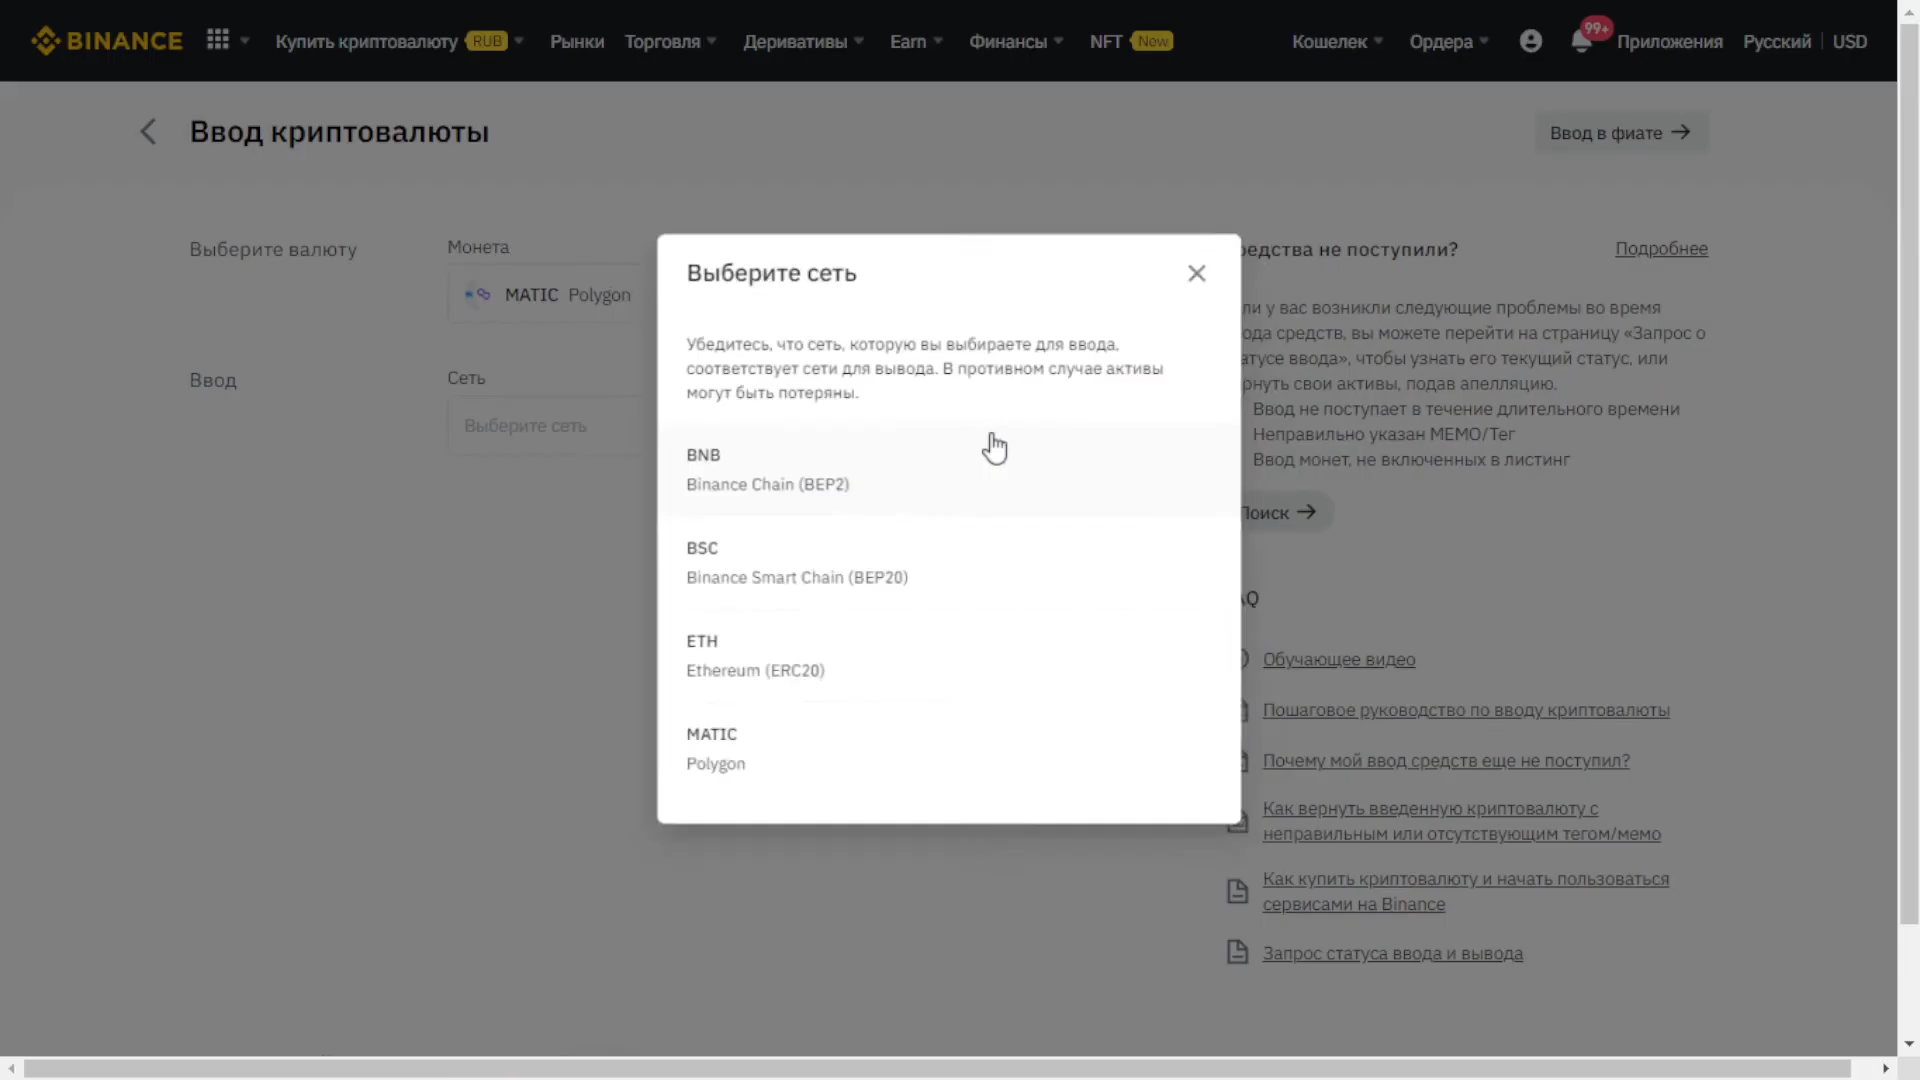 BINANCE
Купить криптовалюту RUB
Рынки
Торговля
Деривативы
Earn
Финансы
NFT New
Кошелек
Ордера
99+
Приложения
Русский
USD
Ввод криптовалюты
Ввод в фиате
Выберите валюту
Монета
MATIC Polygon
Ввод
Сеть
Выберите сеть
Выберите сеть
Убедитесь, что сеть, которую вы выбираете для ввода,
соответствует сети для вывода. В противном случае активы
могут быть потеряны.
BNB
Binance Chain (BEP2)
BSC
Binance Smart Chain (BEP20)
ETH
Ethereum (ERC20)
MATIC
Polygon
редства не поступили?
Подробнее
ли у вас возникли следующие проблемы во время
ода средств, вы можете перейти на страницу «Запрос о
атусе ввода», чтобы узнать его текущий статус, или
рнуть свои активы, подав апелляцию.
Ввод не поступает в течение длительного времени
Неправильно указан МЕМО/Тег
Ввод монет, не включенных в листинг
Поиск
AQ
Обучающее видео
Пошаговое руководство по вводу криптовалюты
Почему мой ввод средств еще не поступил?
Как вернуть введенную криптовалюту с
неправильным или отсутствующим тегом/мемо
Как купить криптовалюту и начать пользоваться
сервисами на Binance
Запрос статуса ввода и вывода